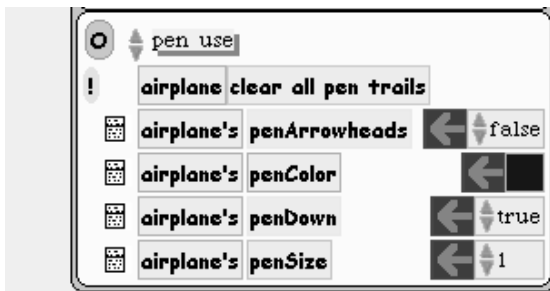 O pen use
! airplane clear all pen trails
airplane's penArrowheads false
airplane's penColor
airplane's penDown true
airplane's penSize 1